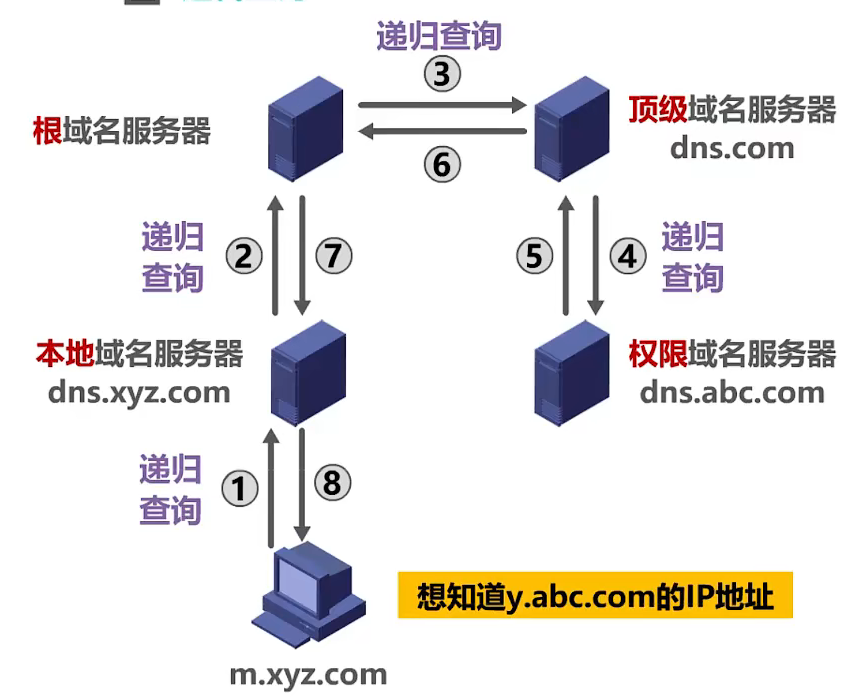 递归查询
③
根域名服务器
顶级域名服务器
dns.com
⑥
递归
查询
②
⑦
⑤
④
递归
查询
本地域名服务器
dns.xyz.com
权限域名服务器
dns.abc.com
递归
查询
①
⑧
想知道y.abc.com的IP地址
m.xyz.com